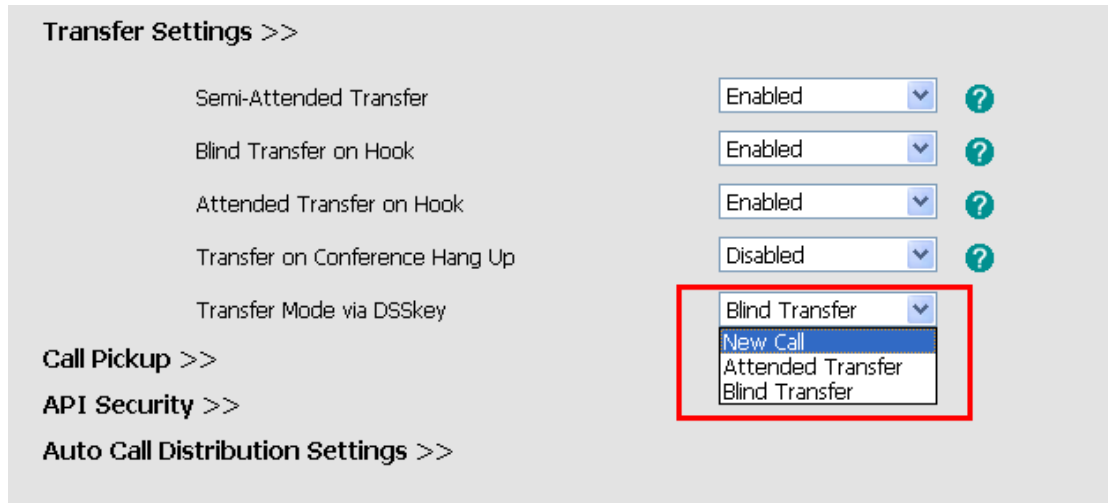 Transfer Settings >>
Semi-Attended Transfer Enabled ?
Blind Transfer on Hook Enabled ?
Attended Transfer on Hook Enabled ?
Transfer on Conference Hang Up Disabled ?
Transfer Mode via DSSkey Blind Transfer
New Call
Attended Transfer
Blind Transfer
Call Pickup >>
API Security >>
Auto Call Distribution Settings >>